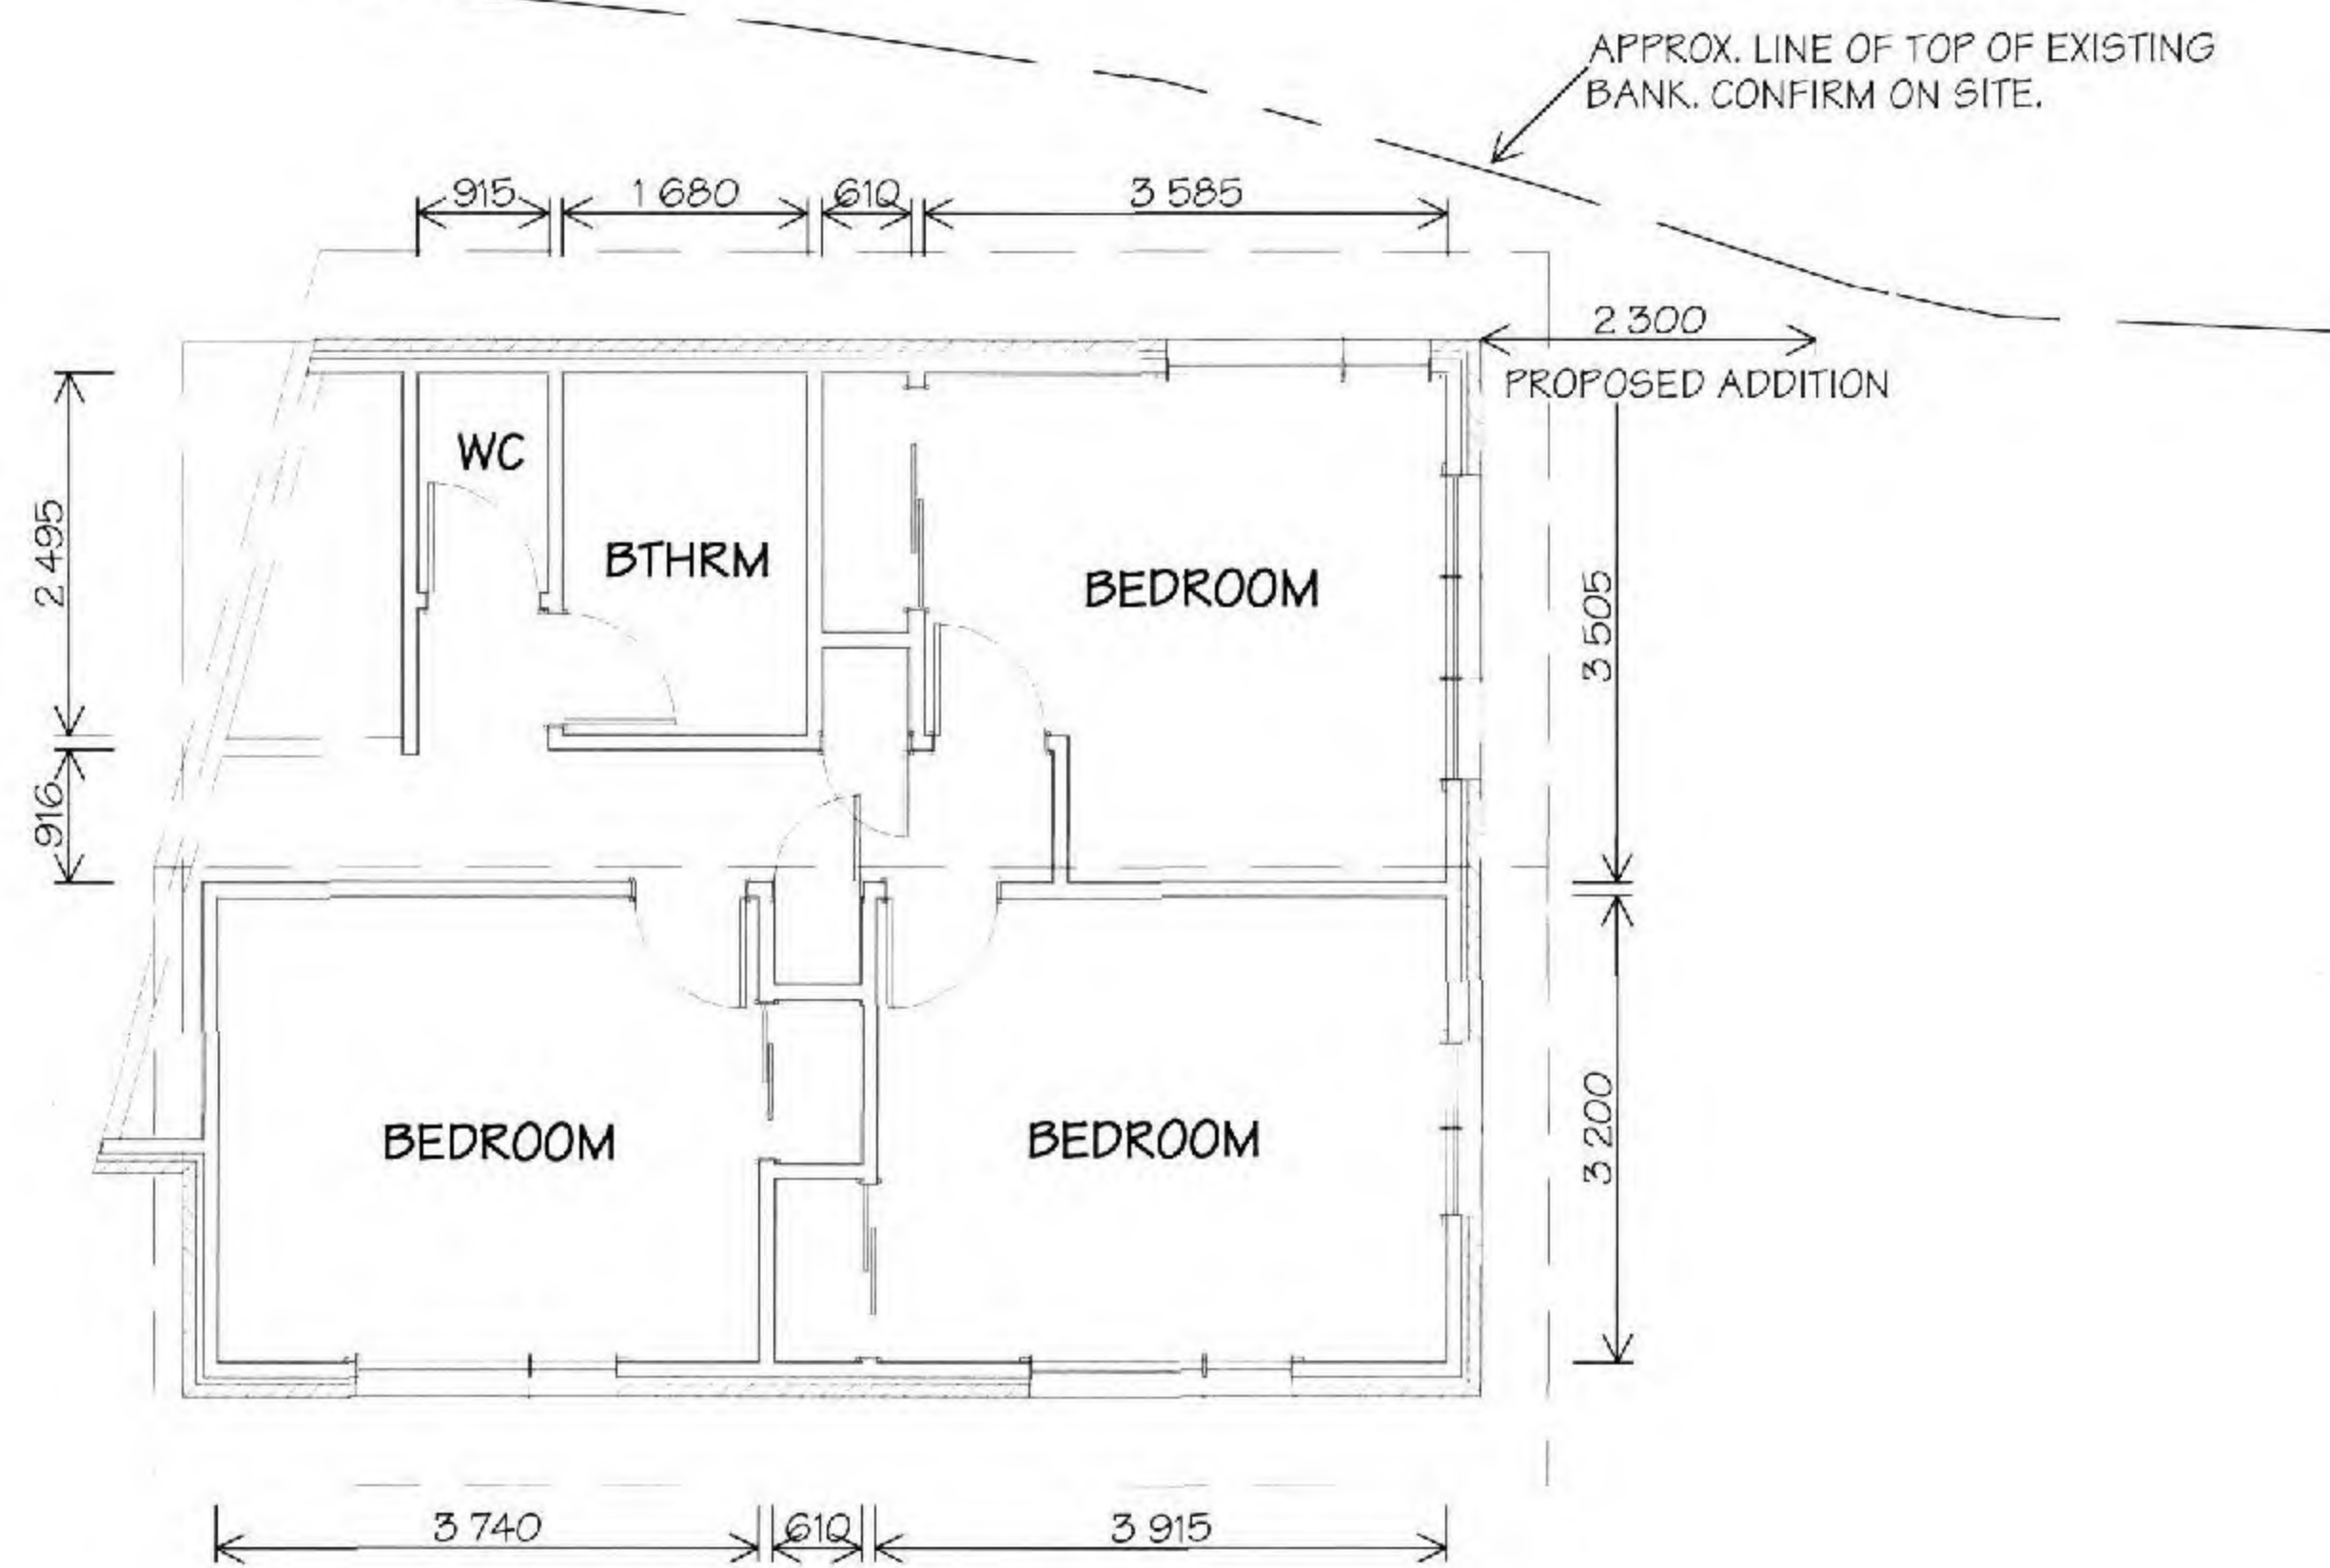 APPROX. LINE OF TOP OF EXISTING
BANK. CONFIRM ON SITE.
915
1 680
610
3 585
2 300
PROPOSED ADDITION
WC
BTHRM
BEDROOM
2 495
3 505
916
BEDROOM
BEDROOM
3 200
3 740
610
3 915